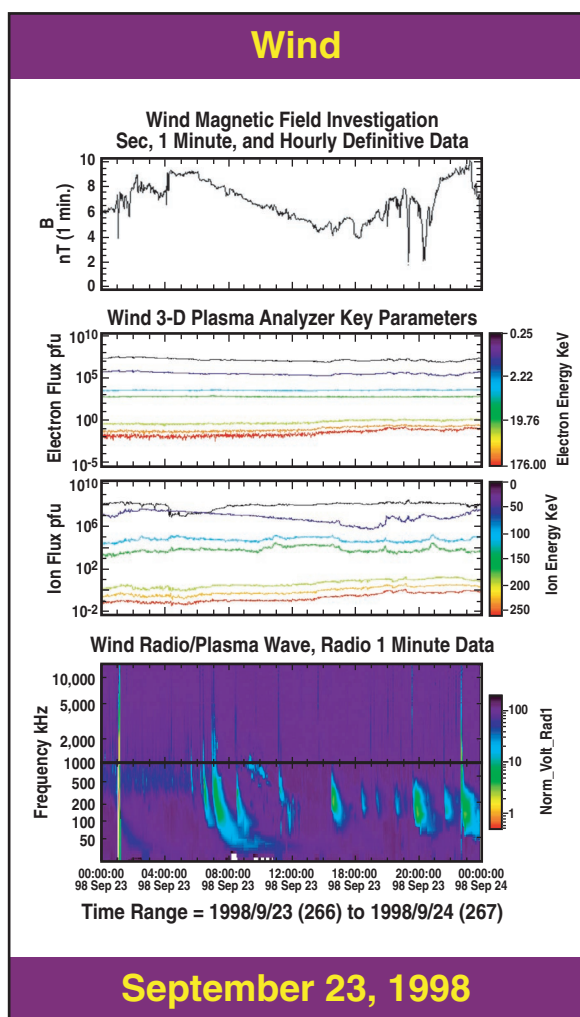 Wind
Wind Magnetic Field Investigation
Sec, 1 Minute, and Hourly Definitive Data
B
nT (1 min.)
10
8
6
4
2
0
Wind 3-D Plasma Analyzer Key Parameters
Electron Flux pfu
10^10
10^5
10^0
10^-5
0.25
2.22
19.76
176.00
Electron Energy KeV
Ion Flux pfu
10^10
10^6
10^2
10^-2
0
50
100
150
200
250
Ion Energy KeV
Wind Radio/Plasma Wave, Radio 1 Minute Data
Frequency kHz
10,000
5,000
2,000
1000
500
200
100
50
100
10
1
Norm_Volt_Rad1
00:00:00 04:00:00 08:00:00 12:00:00 16:00:00 20:00:00 00:00:00
98 Sep 23 98 Sep 23 98 Sep 23 98 Sep 23 98 Sep 23 98 Sep 23 98 Sep 24
Time Range = 1998/9/23 (266) to 1998/9/24 (267)
September 23, 1998